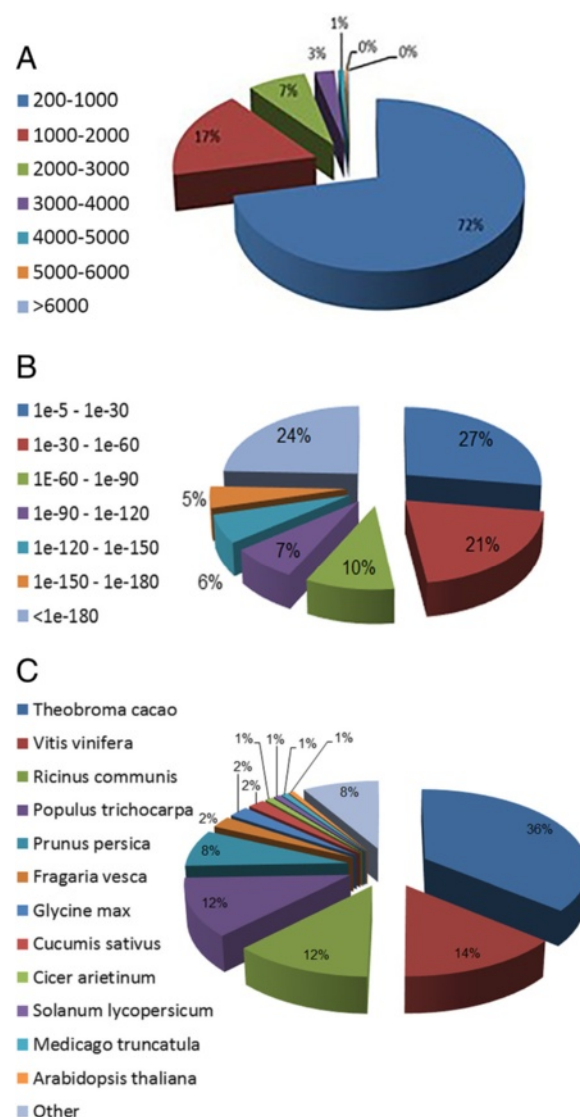 A
200-1000
1000-2000
2000-3000
3000-4000
4000-5000
5000-6000
>6000
1%
0%
0%
3%
7%
17%
72%
B
1e-5 - 1e-30
1e-30 - 1e-60
1E-60 - 1e-90
1e-90 - 1e-120
1e-120 - 1e-150
1e-150 - 1e-180
<1e-180
24%
27%
5%
21%
7%
10%
6%
C
Theobroma cacao
Vitis vinifera
Ricinus communis
Populus trichocarpa
Prunus persica
Fragaria vesca
Glycine max
Cucumis sativus
Cicer arietinum
Solanum lycopersicum
Medicago truncatula
Arabidopsis thaliana
Other
1%
1%
1%
1%
2%
2%
2%
8%
8%
36%
12%
12%
14%